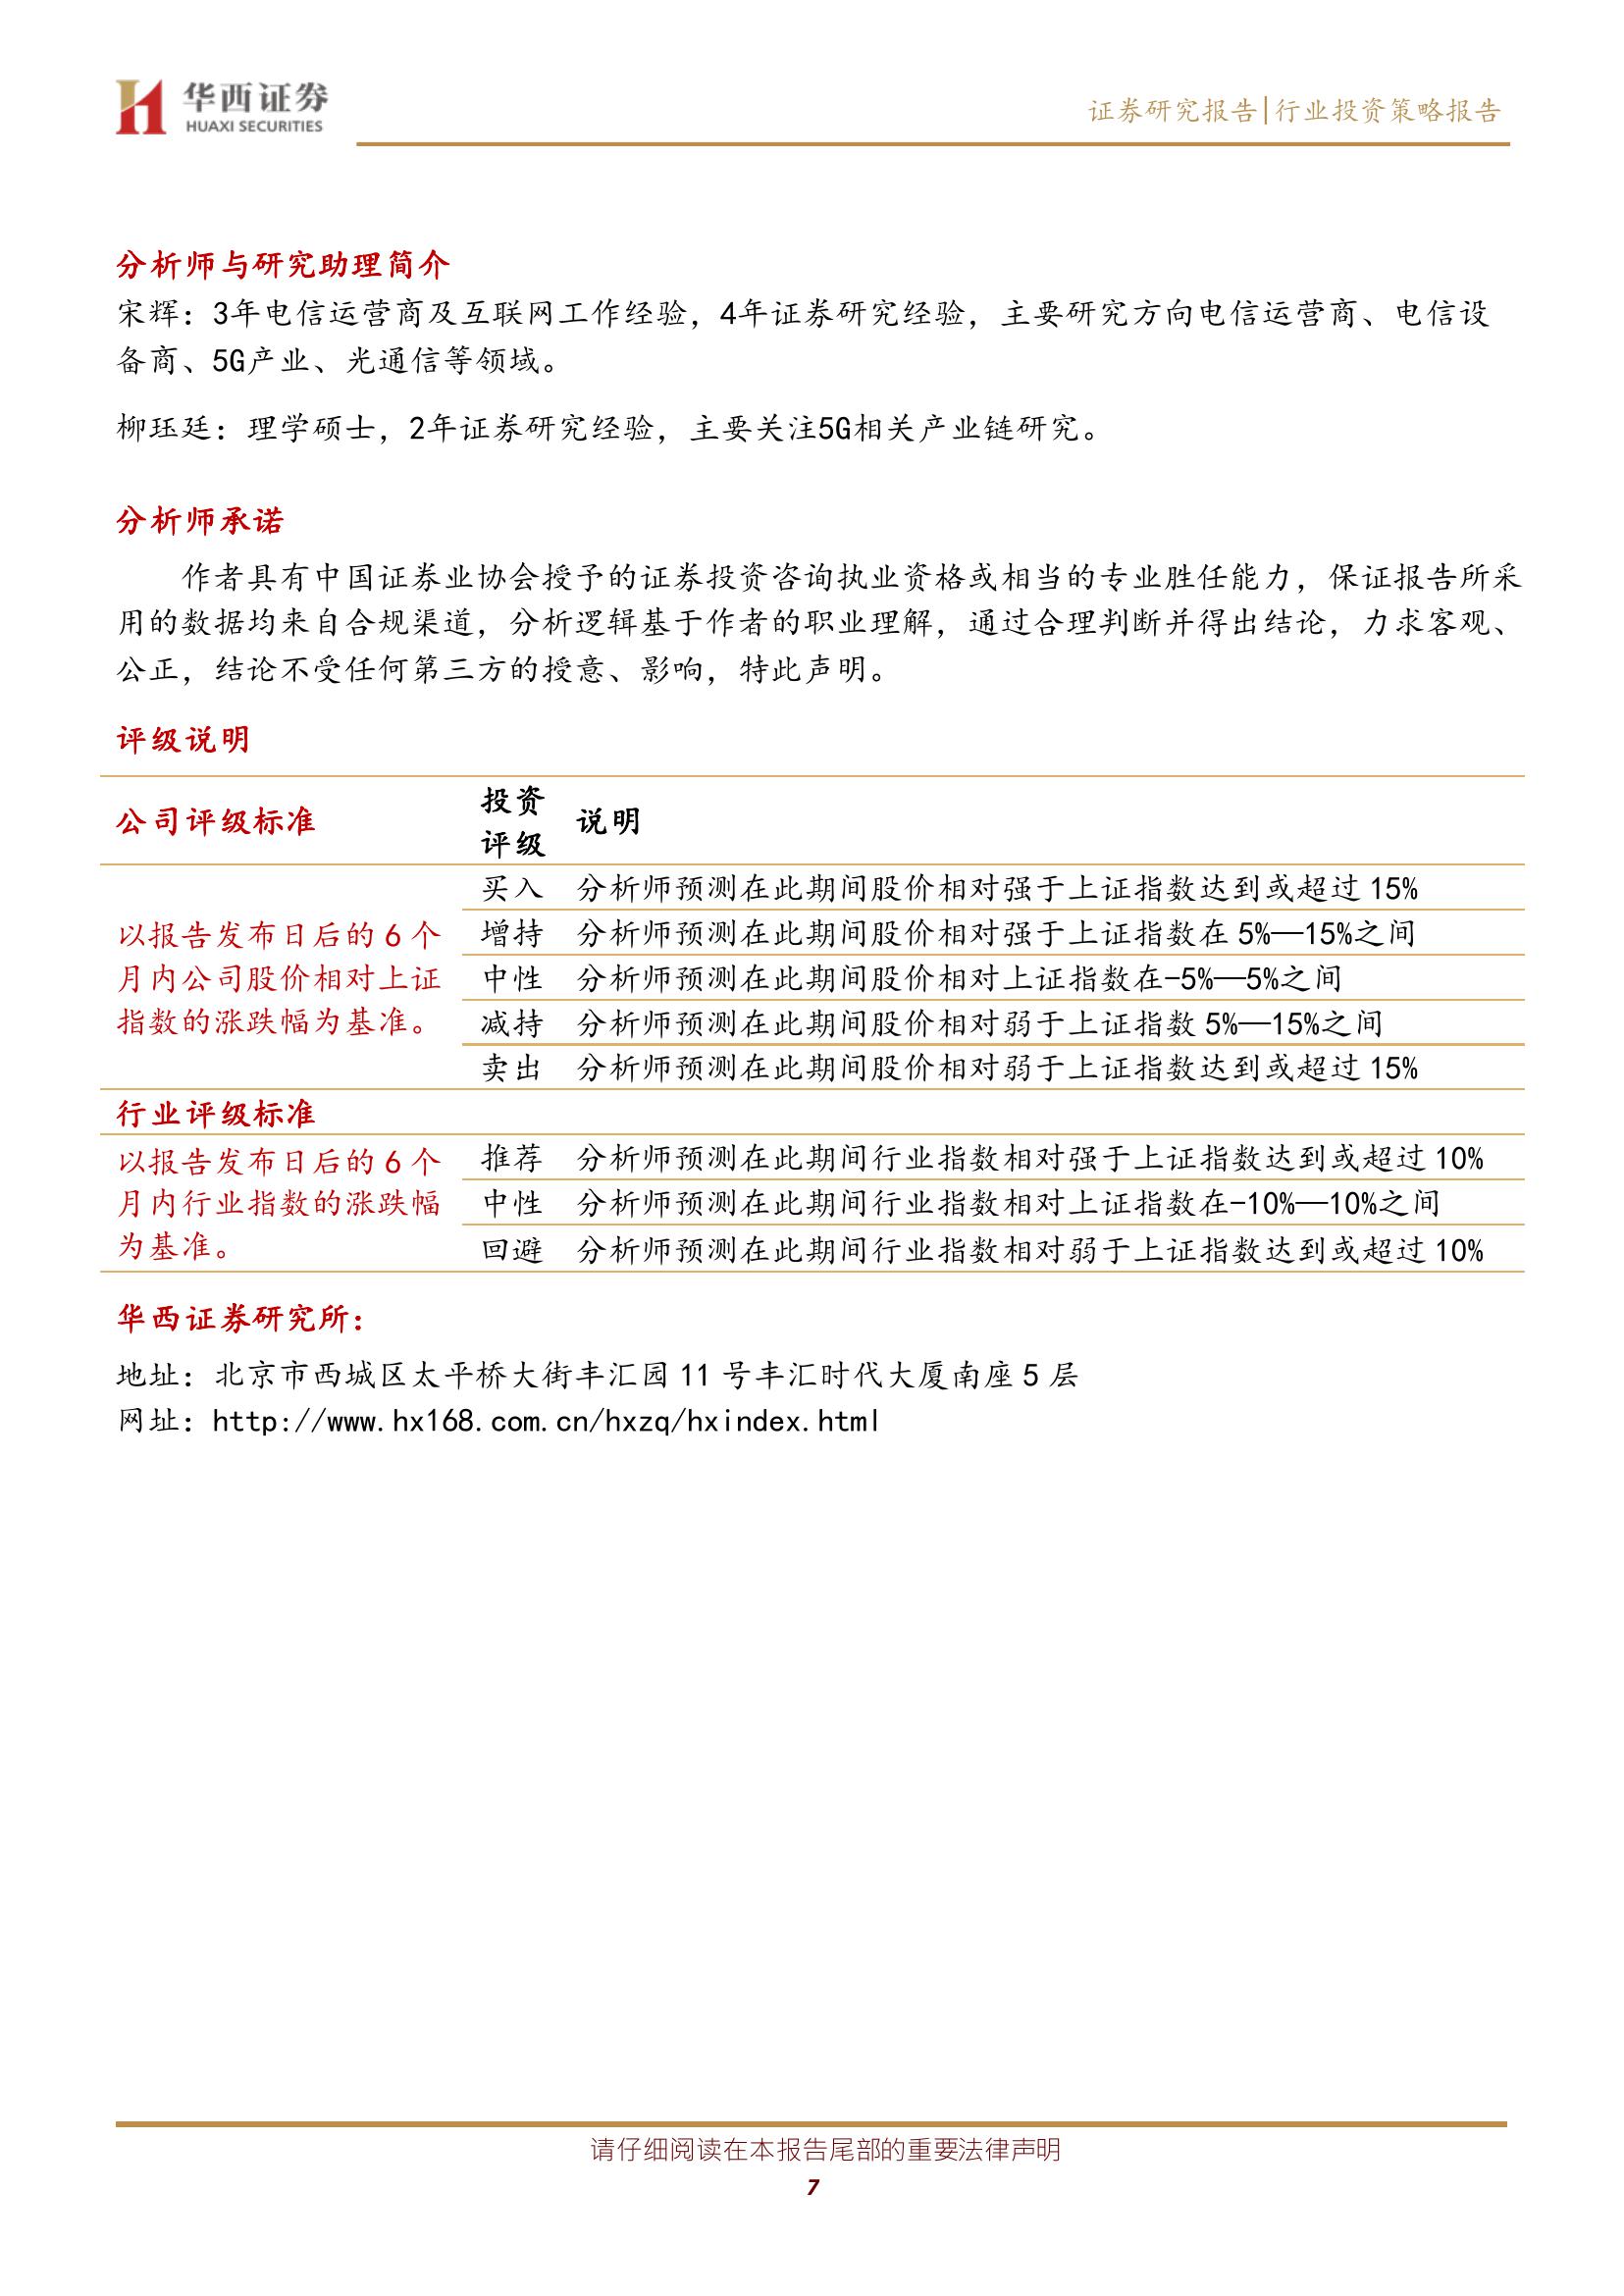 华西证券
HUAXI SECURITIES
证券研究报告|行业投资策略报告
分析师与研究助理简介
宋辉：3年电信运营商及互联网工作经验，4年证券研究经验，主要研究方向电信运营商、电信设
备商、5G产业、光通信等领域。
柳珏廷：理学硕士，2年证券研究经验，主要关注5G相关产业链研究。
分析师承诺
作者具有中国证券业协会授予的证券投资咨询执业资格或相当的专业胜任能力，保证报告所采
用的数据均来自合规渠道，分析逻辑基于作者的职业理解，通过合理判断并得出结论，力求客观、
公正，结论不受任何第三方的授意、影响，特此声明。
评级说明
公司评级标准
投资
评级
说明
以报告发布日后的 6 个
月内公司股价相对上证
指数的涨跌幅为基准。
买入 分析师预测在此期间股价相对强于上证指数达到或超过 15%
增持 分析师预测在此期间股价相对强于上证指数在 5%—15%之间
中性 分析师预测在此期间股价相对上证指数在-5%—5%之间
减持 分析师预测在此期间股价相对弱于上证指数 5%—15%之间
卖出 分析师预测在此期间股价相对弱于上证指数达到或超过 15%
行业评级标准
以报告发布日后的 6 个
月内行业指数的涨跌幅
为基准。
推荐 分析师预测在此期间行业指数相对强于上证指数达到或超过 10%
中性 分析师预测在此期间行业指数相对上证指数在-10%—10%之间
回避 分析师预测在此期间行业指数相对弱于上证指数达到或超过 10%
华西证券研究所：
地址：北京市西城区太平桥大街丰汇园 11 号丰汇时代大厦南座 5 层
网址：http://www.hx168.com.cn/hxzq/hxindex.html
请仔细阅读在本报告尾部的重要法律声明
7